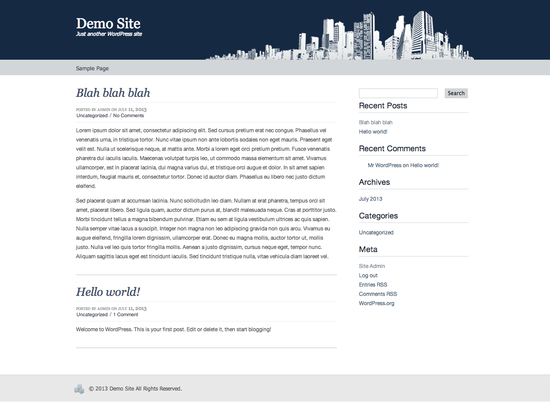 Demo Site
Just another WordPress site
Sample Page
Blah blah blah
POSTED BY ADMIN ON JULY 11, 2013
Uncategorized / No Comments
Lorem ipsum dolor sit amet, consectetur adipiscing elit. Sed cursus pretium erat nec congue. Phasellus vel
venenatis urna, in tristique tortor. Nunc vitae ipsum non ante lobortis sodales non eget mauris. Praesent eget
velit est. Nulla ut scelerisque neque, at mattis ante. Morbi a lorem eget orci pretium pretium. Fusce venenatis
pharetra dui iaculis iaculis. Maecenas volutpat turpis leo, ut commodo massa elementum sit amet. Vivamus
ullamcorper, est in placerat lacinia, dui magna varius dui, et tristique orci augue et dolor. In sit amet sapien
interdum, feugiat mauris et, consectetur tortor. Donec id auctor diam. Phasellus eu libero nec justo dictum
eleifend.
Sed placerat quam at accumsan lacinia. Nunc sollicitudin leo diam. Nullam at erat pharetra, tempus orci sit
amet, placerat libero. Sed ligula quam, auctor dictum purus at, blandit malesuada neque. Cras at porttitor justo.
Morbi tincidunt tellus a magna bibendum pulvinar. Etiam eu sem at ligula vestibulum ultrices ac quis sapien.
Nulla semper vitae lacus a suscipit. Integer non magna non leo adipiscing gravida non quis arcu. Vivamus eu
augue eleifend, fringilla lorem dignissim, ullamcorper erat. Donec eu magna mollis, auctor tortor ut, mollis
justo. Nulla vel leo quis tortor fringilla mollis. Aenean a justo dignissim, cursus neque eget, tempor nunc.
Aliquam sagittis lacus eget est tincidunt iaculis. Sed tincidunt tristique nulla, vitae vehicula diam laoreet vel.
Hello world!
POSTED BY ADMIN ON JULY 11, 2013
Uncategorized / 1 Comment
Welcome to WordPress. This is your first post. Edit or delete it, then start blogging!
Search
Recent Posts
Blah blah blah
Hello world!
Recent Comments
Mr WordPress on Hello world!
Archives
July 2013
Categories
Uncategorized
Meta
Site Admin
Log out
Entries RSS
Comments RSS
WordPress.org
© 2013 Demo Site All Rights Reserved.